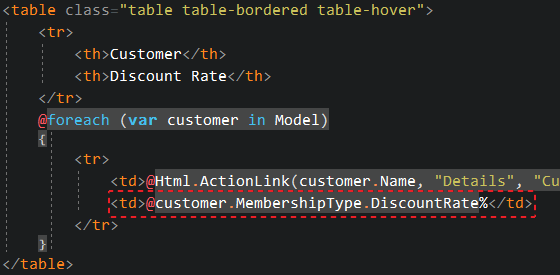 <table class="table table-bordered table-hover">
<tr>
<th>Customer</th>
<th>Discount Rate</th>
</tr>
@foreach (var customer in Model)
{
<tr>
<td>@Html.ActionLink(customer.Name, "Details", "Cu
<td>@customer.MembershipType.DiscountRate%</td>
</tr>
}
</table>